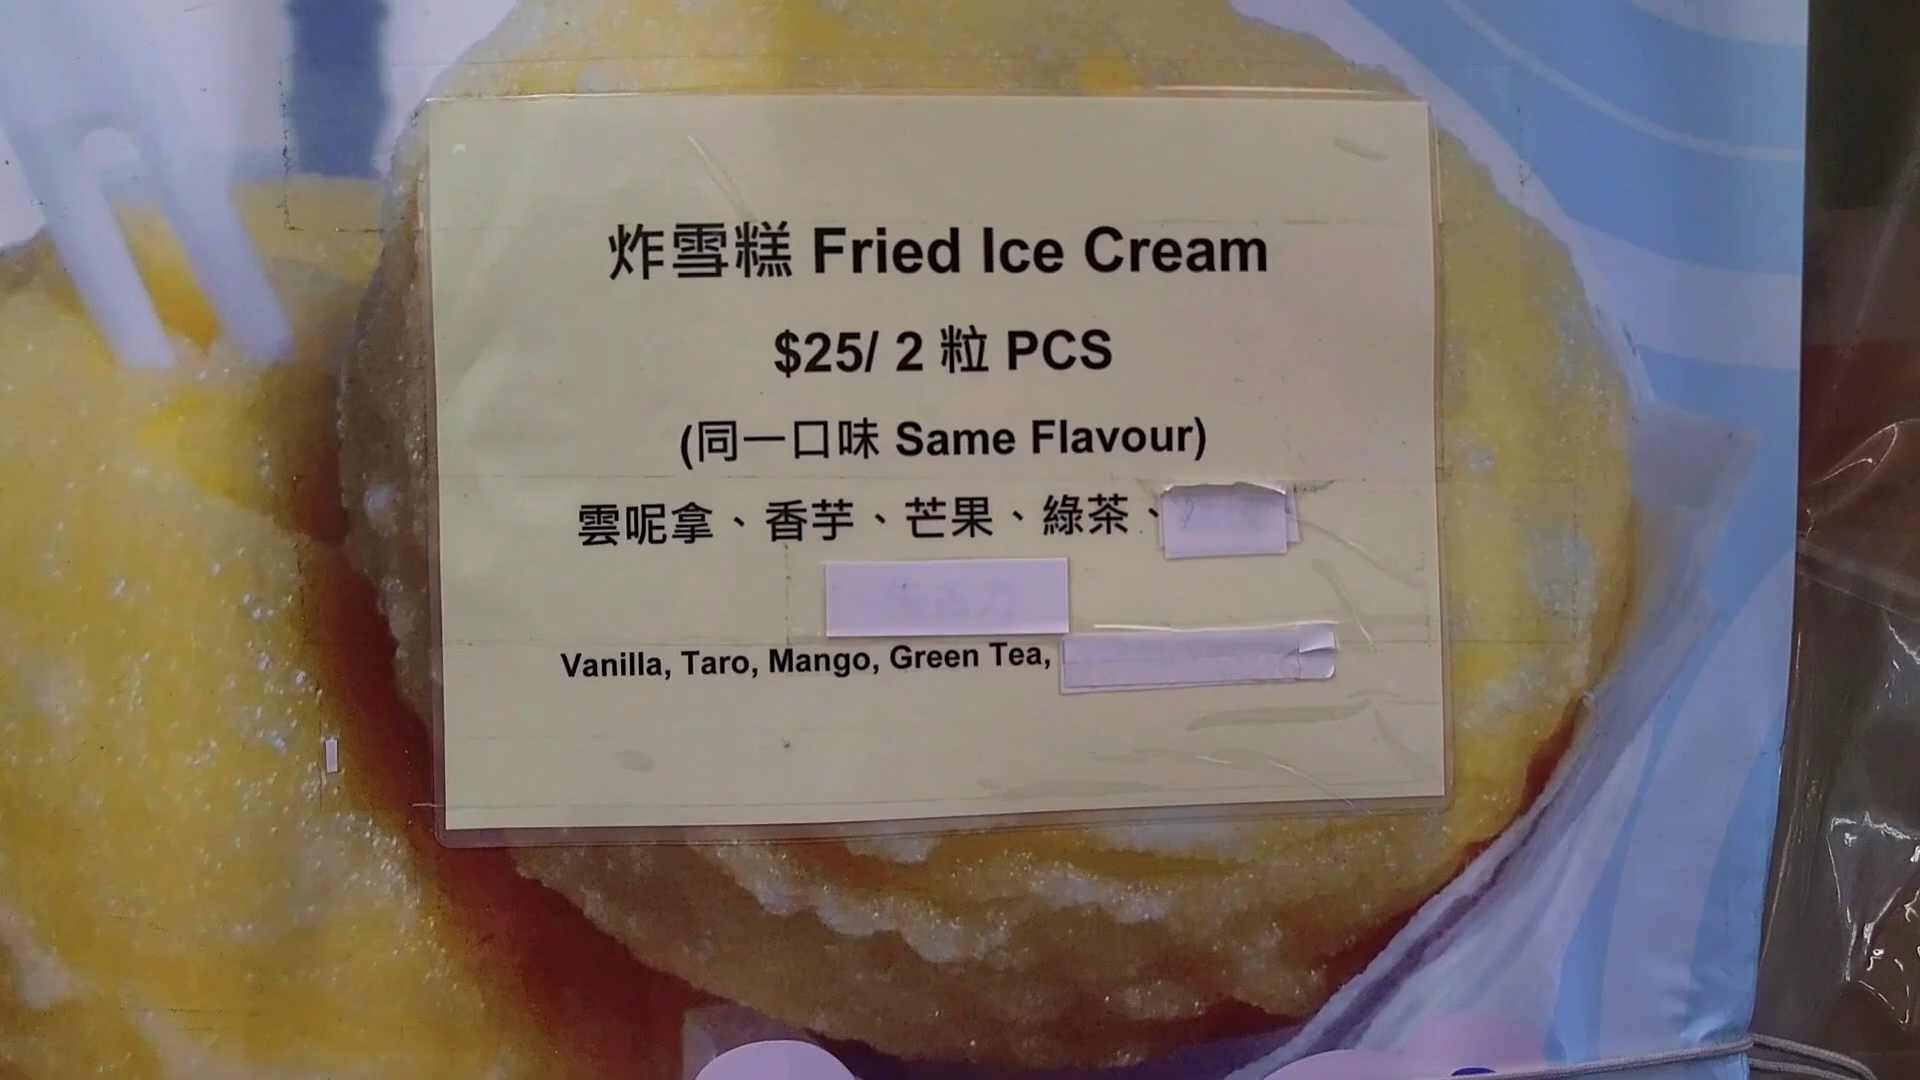 炸雪糕 Fried Ice Cream
$25/ 2 粒 PCS
(同一口味 Same Flavour)
雲呢拿、香芋、芒果、綠茶、
Vanilla, Taro, Mango, Green Tea,